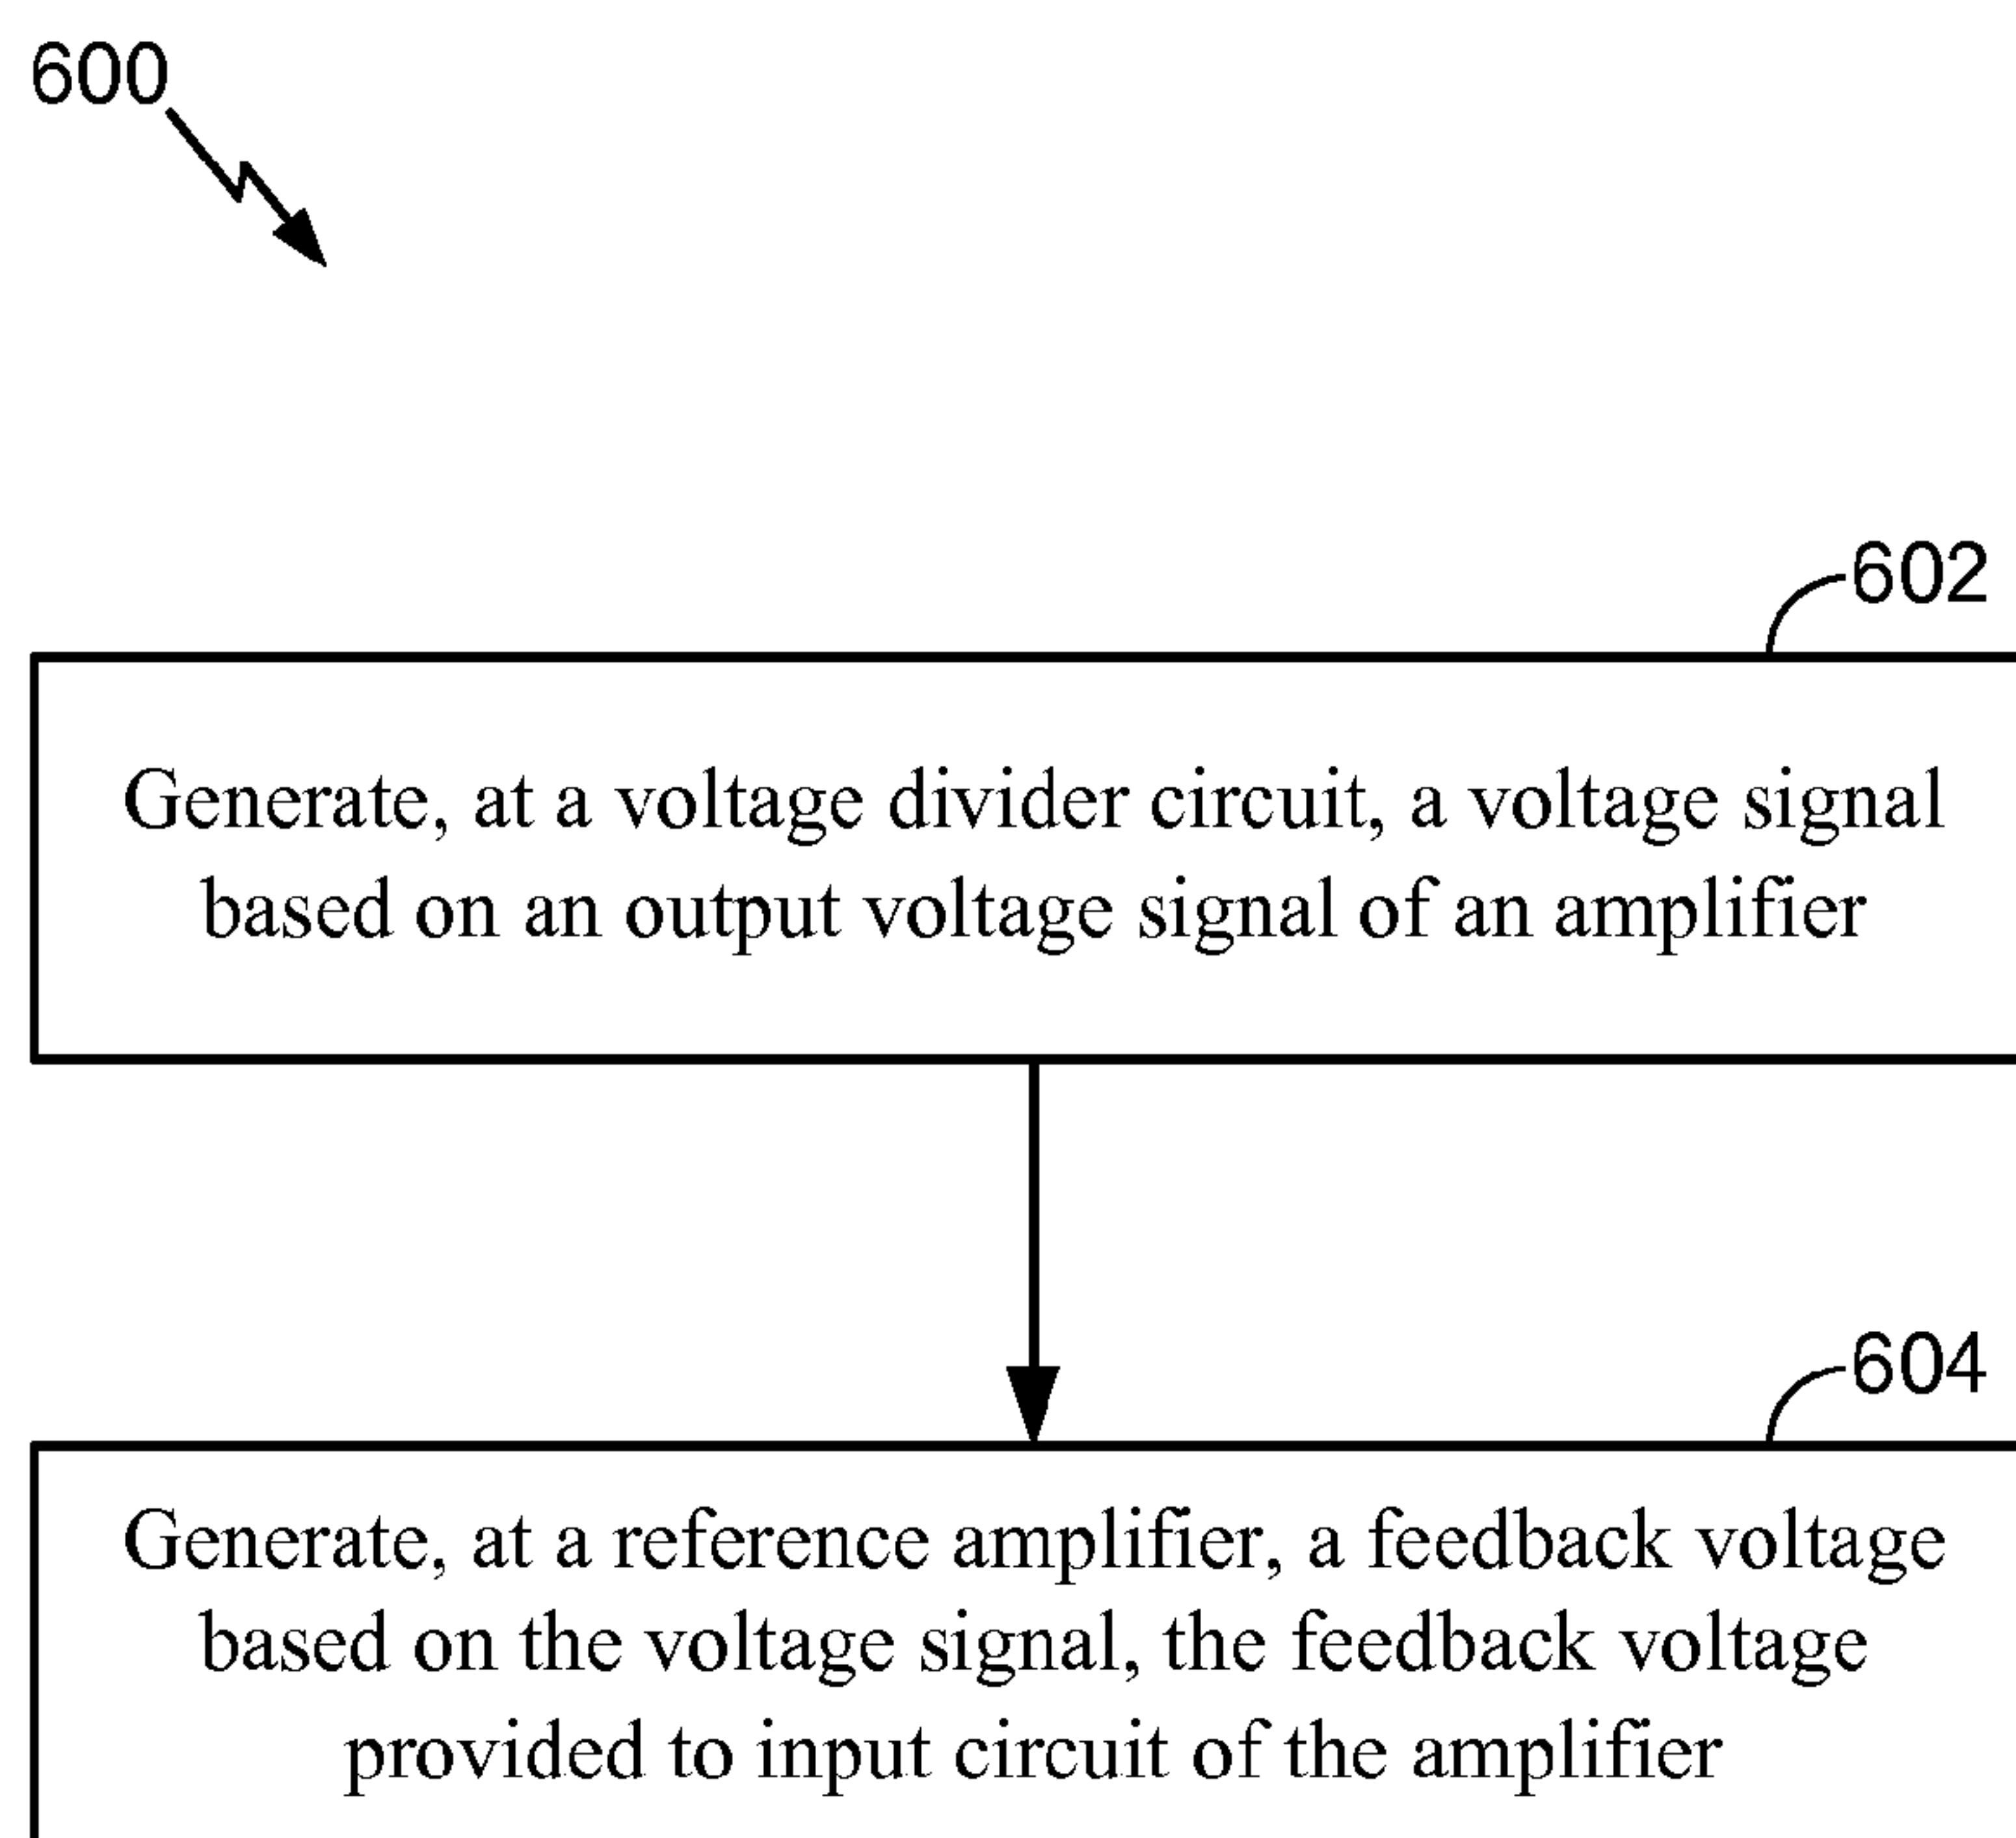 600
602
Generate, at a voltage divider circuit, a voltage signal
based on an output voltage signal of an amplifier
604
Generate, at a reference amplifier, a feedback voltage
based on the voltage signal, the feedback voltage
provided to input circuit of the amplifier